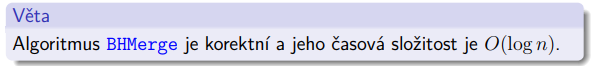 Věta
Algoritmus BHMerge je korektní a jeho časová složitost je O(log n).